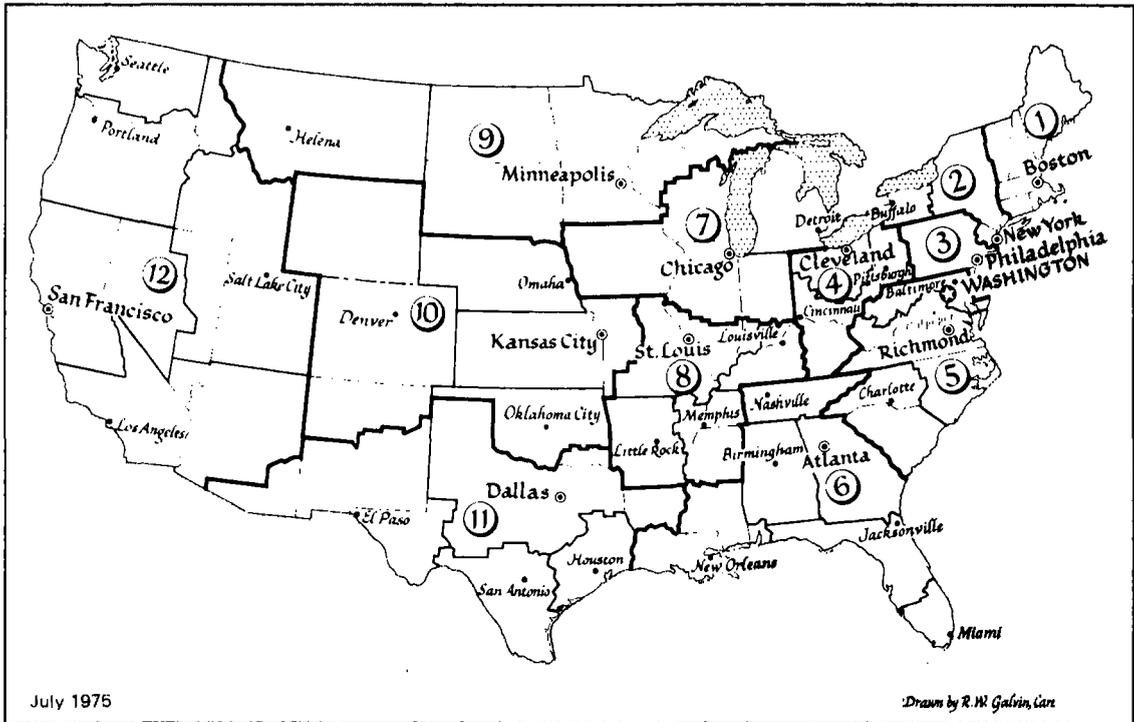 Seattle
Portland
Helena
9
Minneapolis
1
Boston
2
Buffalo
Detroit
7
Chicago
Cleveland
4
Pittsburgh
3
New York
Philadelphia
WASHINGTON
Baltimore
Cincinnati
12
San Francisco
Salt Lake City
Omaha
Denver
10
Kansas City
St. Louis
8
Louisville
Richmond
5
Los Angeles
Oklahoma City
Little Rock
Memphis
Nashville
Charlotte
Birmingham
Atlanta
6
Dallas
11
El Paso
Houston
San Antonio
New Orleans
Jacksonville
Miami
July 1975
Drawn by R.W. Galvin, Cart